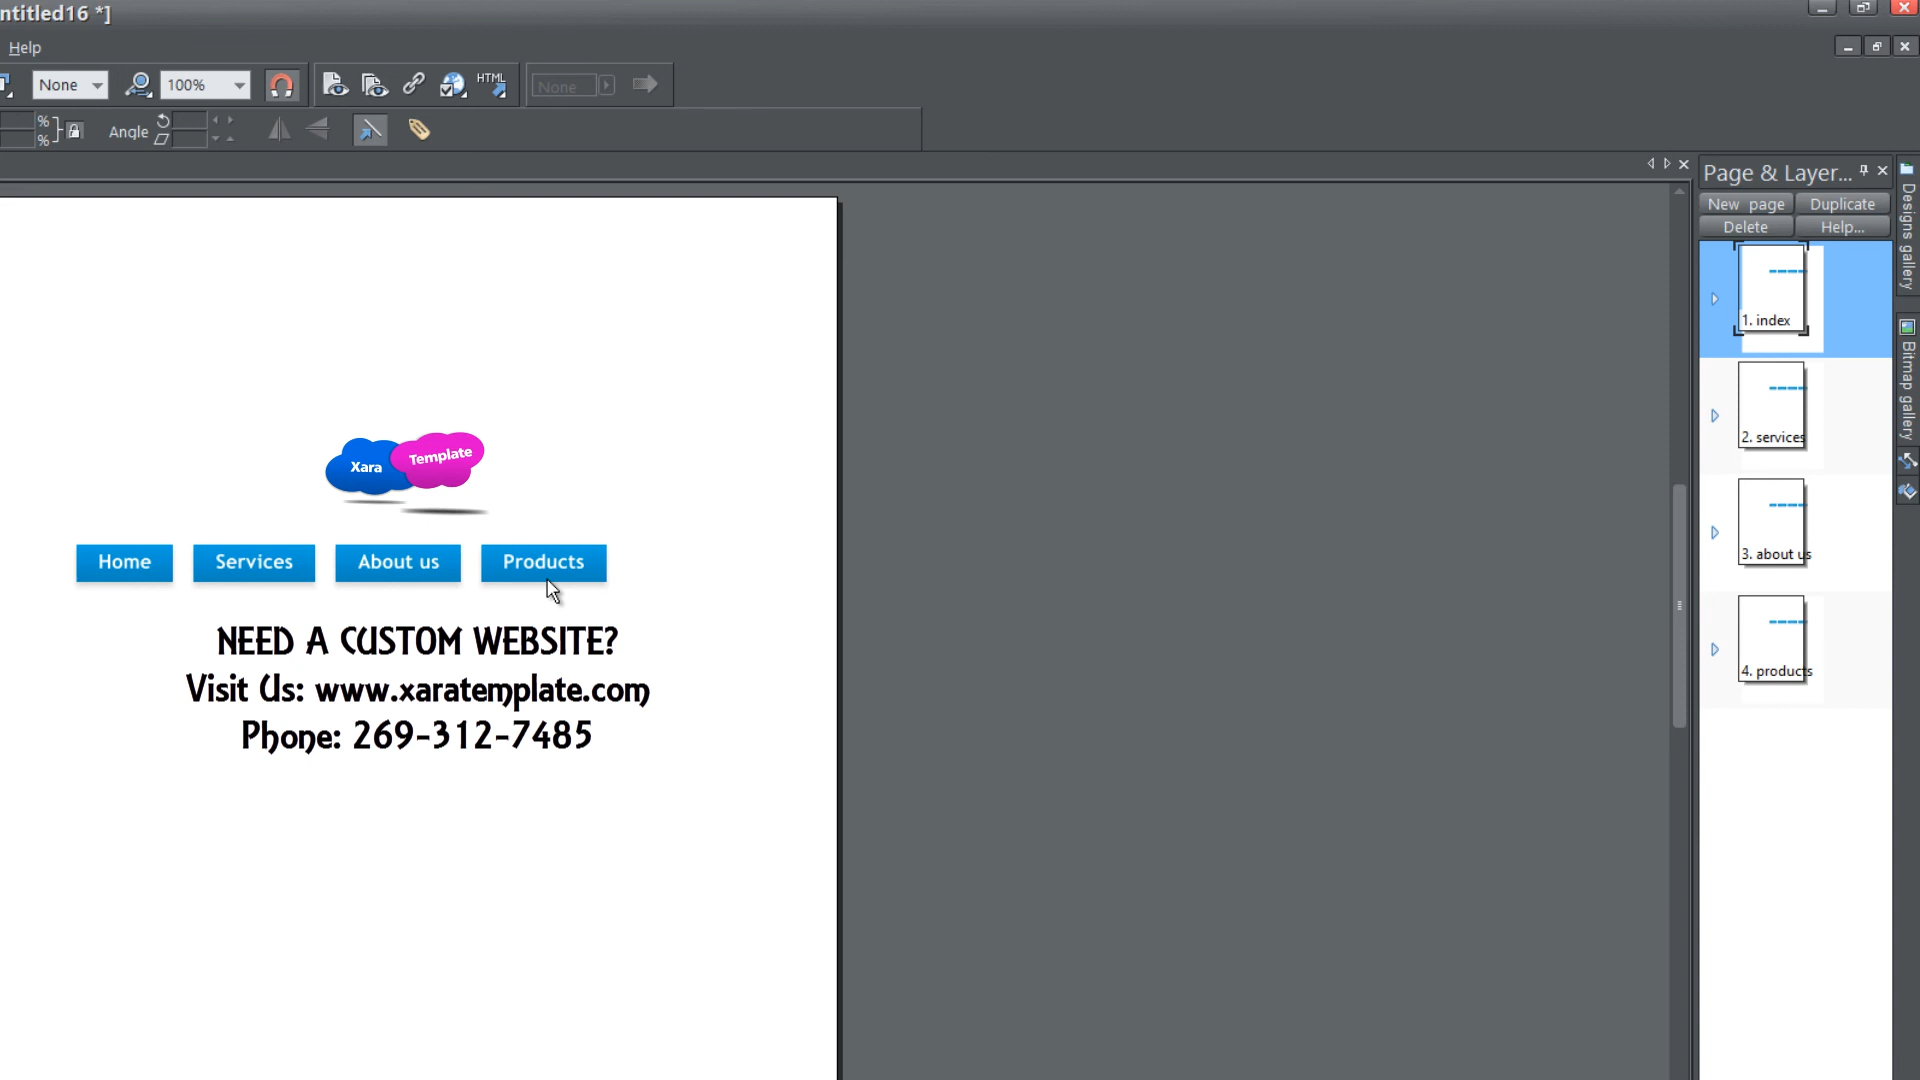 ntitled16 *]
Help
None
100%
HTML
None
%
%
Angle
Page & Layer...
New page
Duplicate
Delete
Help...
1. index
2. services
3. about us
4. products
Designs gallery
Bitmap gallery
Xara
Template
Home
Services
About us
Products
NEED A CUSTOM WEBSITE?
Visit Us: www.xaratemplate.com
Phone: 269-312-7485